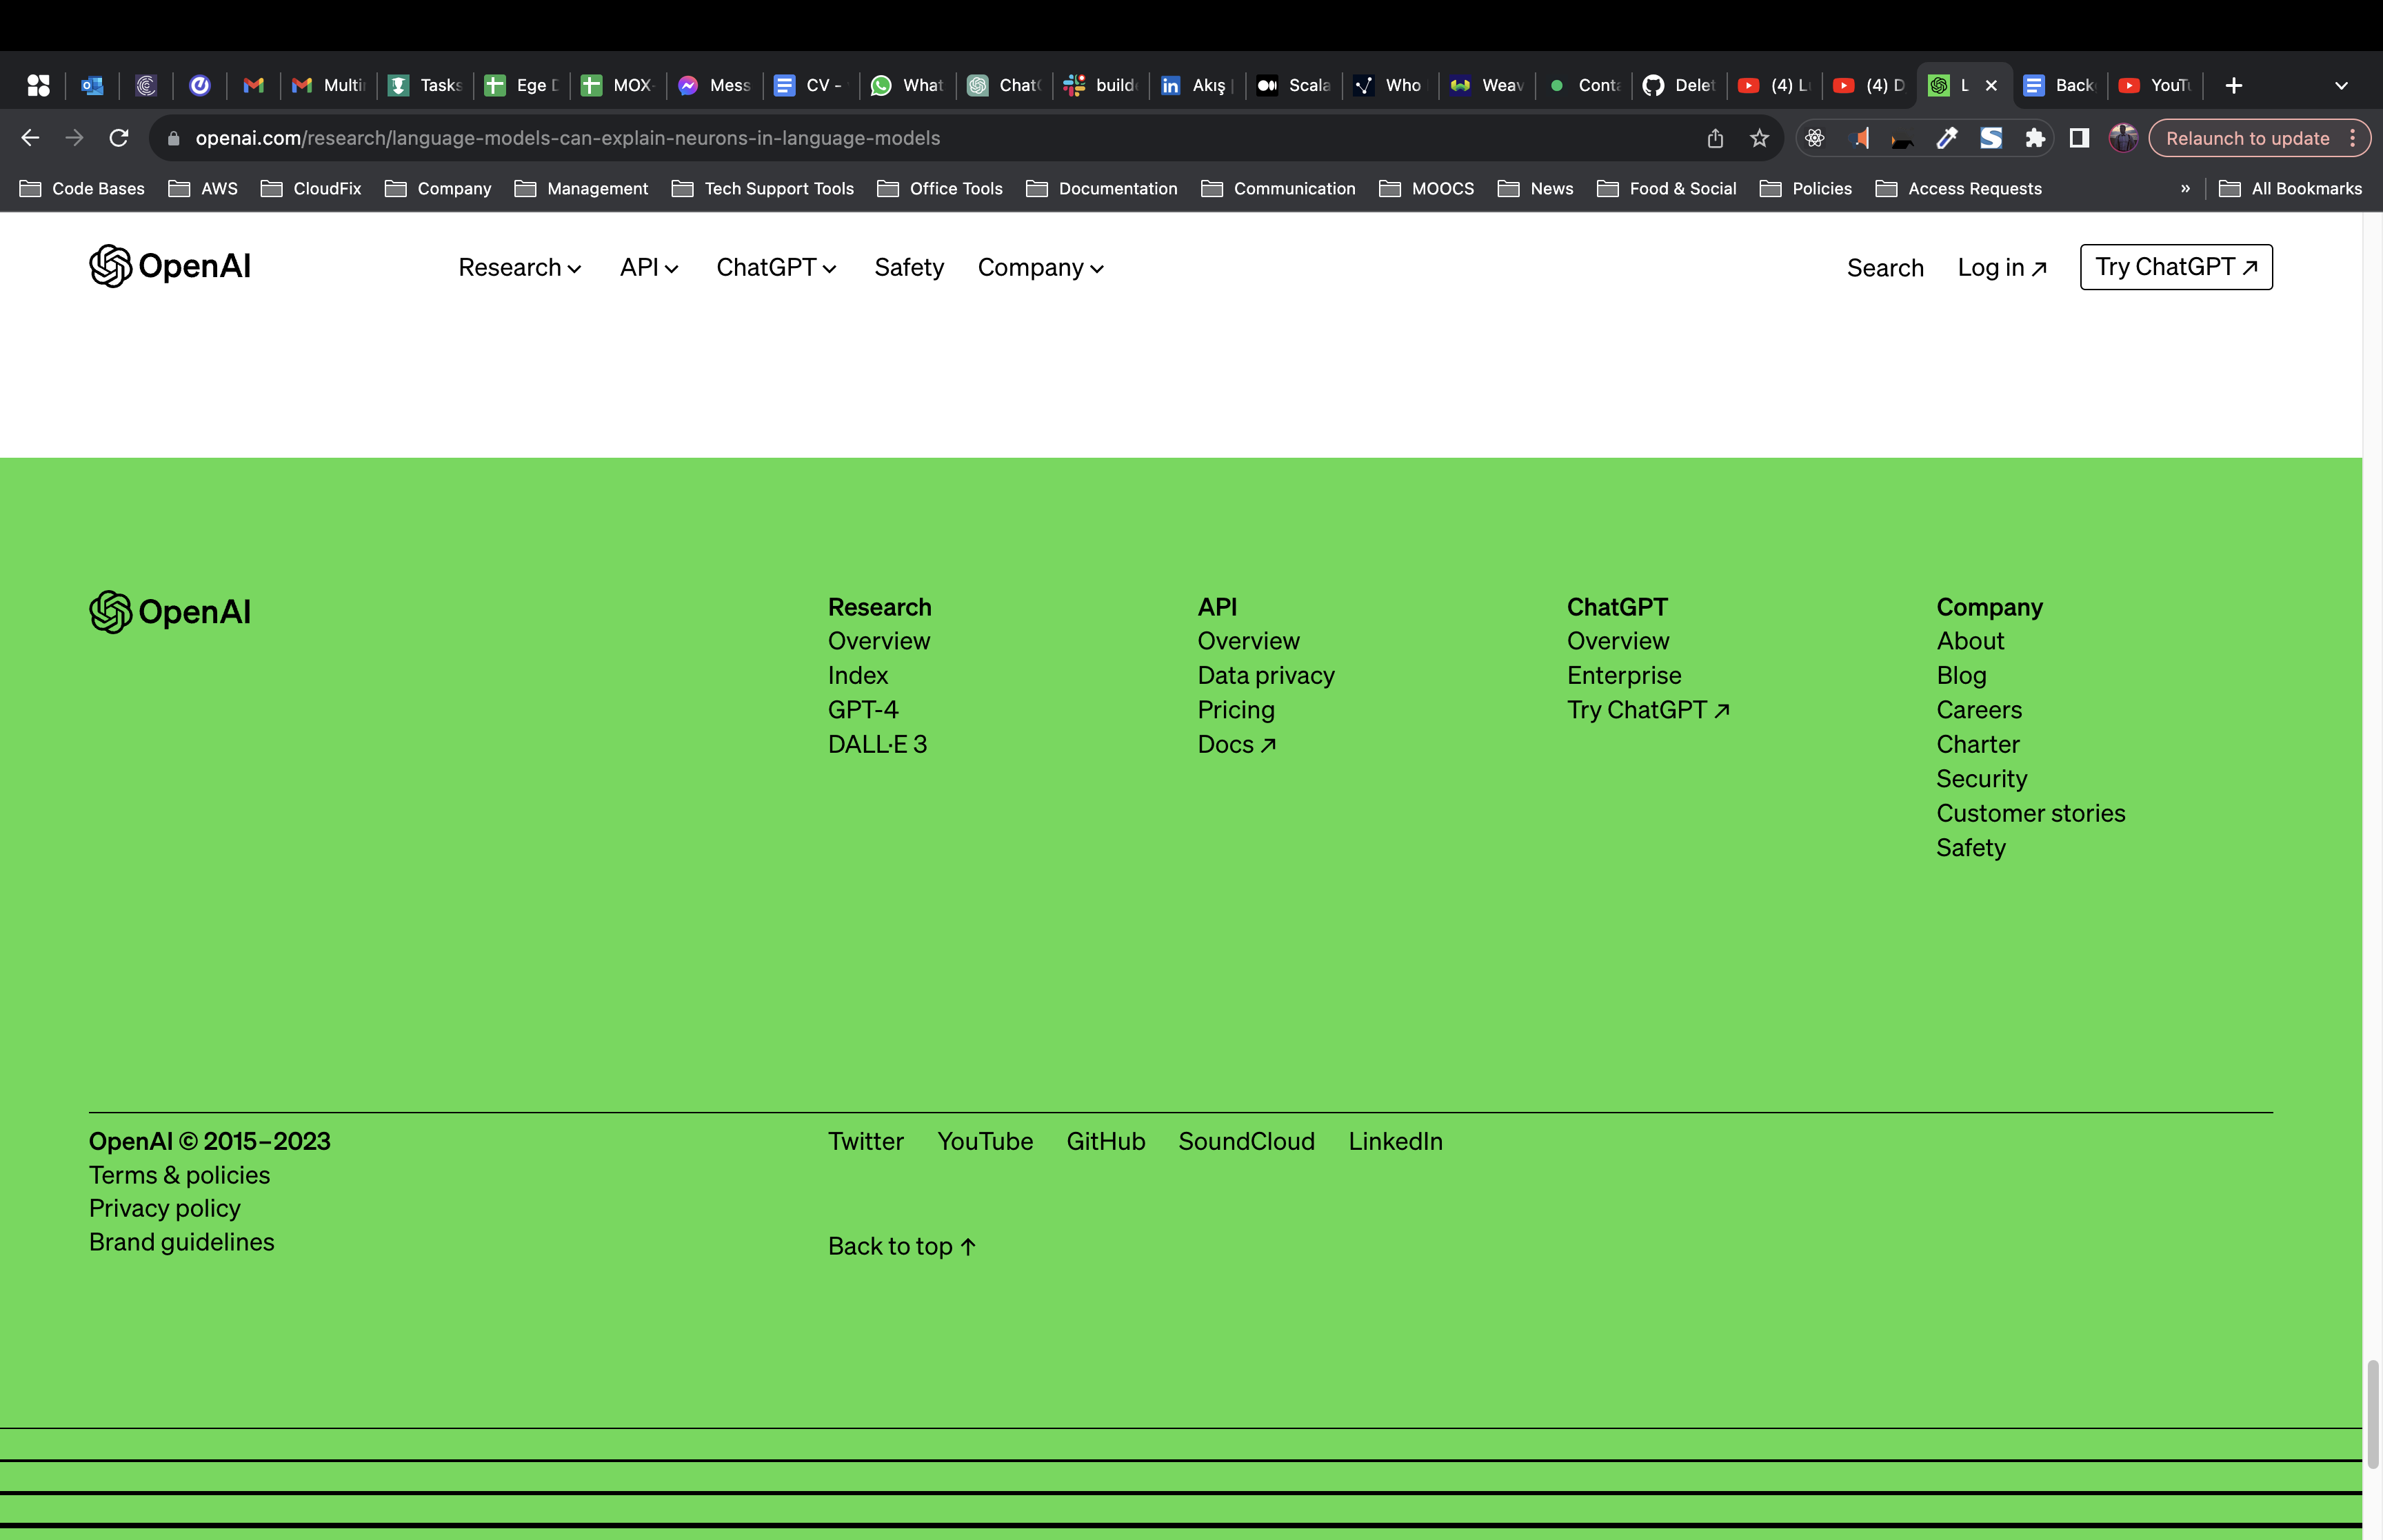 Multi Tasks Ege D MOX- Mess CV - What Chat build Akış Scala Who Weav Conta Delet (4) L (4) D L Back YouTu
openai.com/research/language-models-can-explain-neurons-in-language-models Relaunch to update
Code Bases AWS CloudFix Company Management Tech Support Tools Office Tools Documentation Communication MOOCS News Food & Social Policies Access Requests » All Bookmarks
OpenAI Research API ChatGPT Safety Company Search Log in ↗ Try ChatGPT ↗
OpenAI
Research
Overview
Index
GPT-4
DALL·E 3
API
Overview
Data privacy
Pricing
Docs ↗
ChatGPT
Overview
Enterprise
Try ChatGPT ↗
Company
About
Blog
Careers
Charter
Security
Customer stories
Safety
OpenAI © 2015–2023
Terms & policies
Privacy policy
Brand guidelines
Twitter YouTube GitHub SoundCloud LinkedIn
Back to top ↑